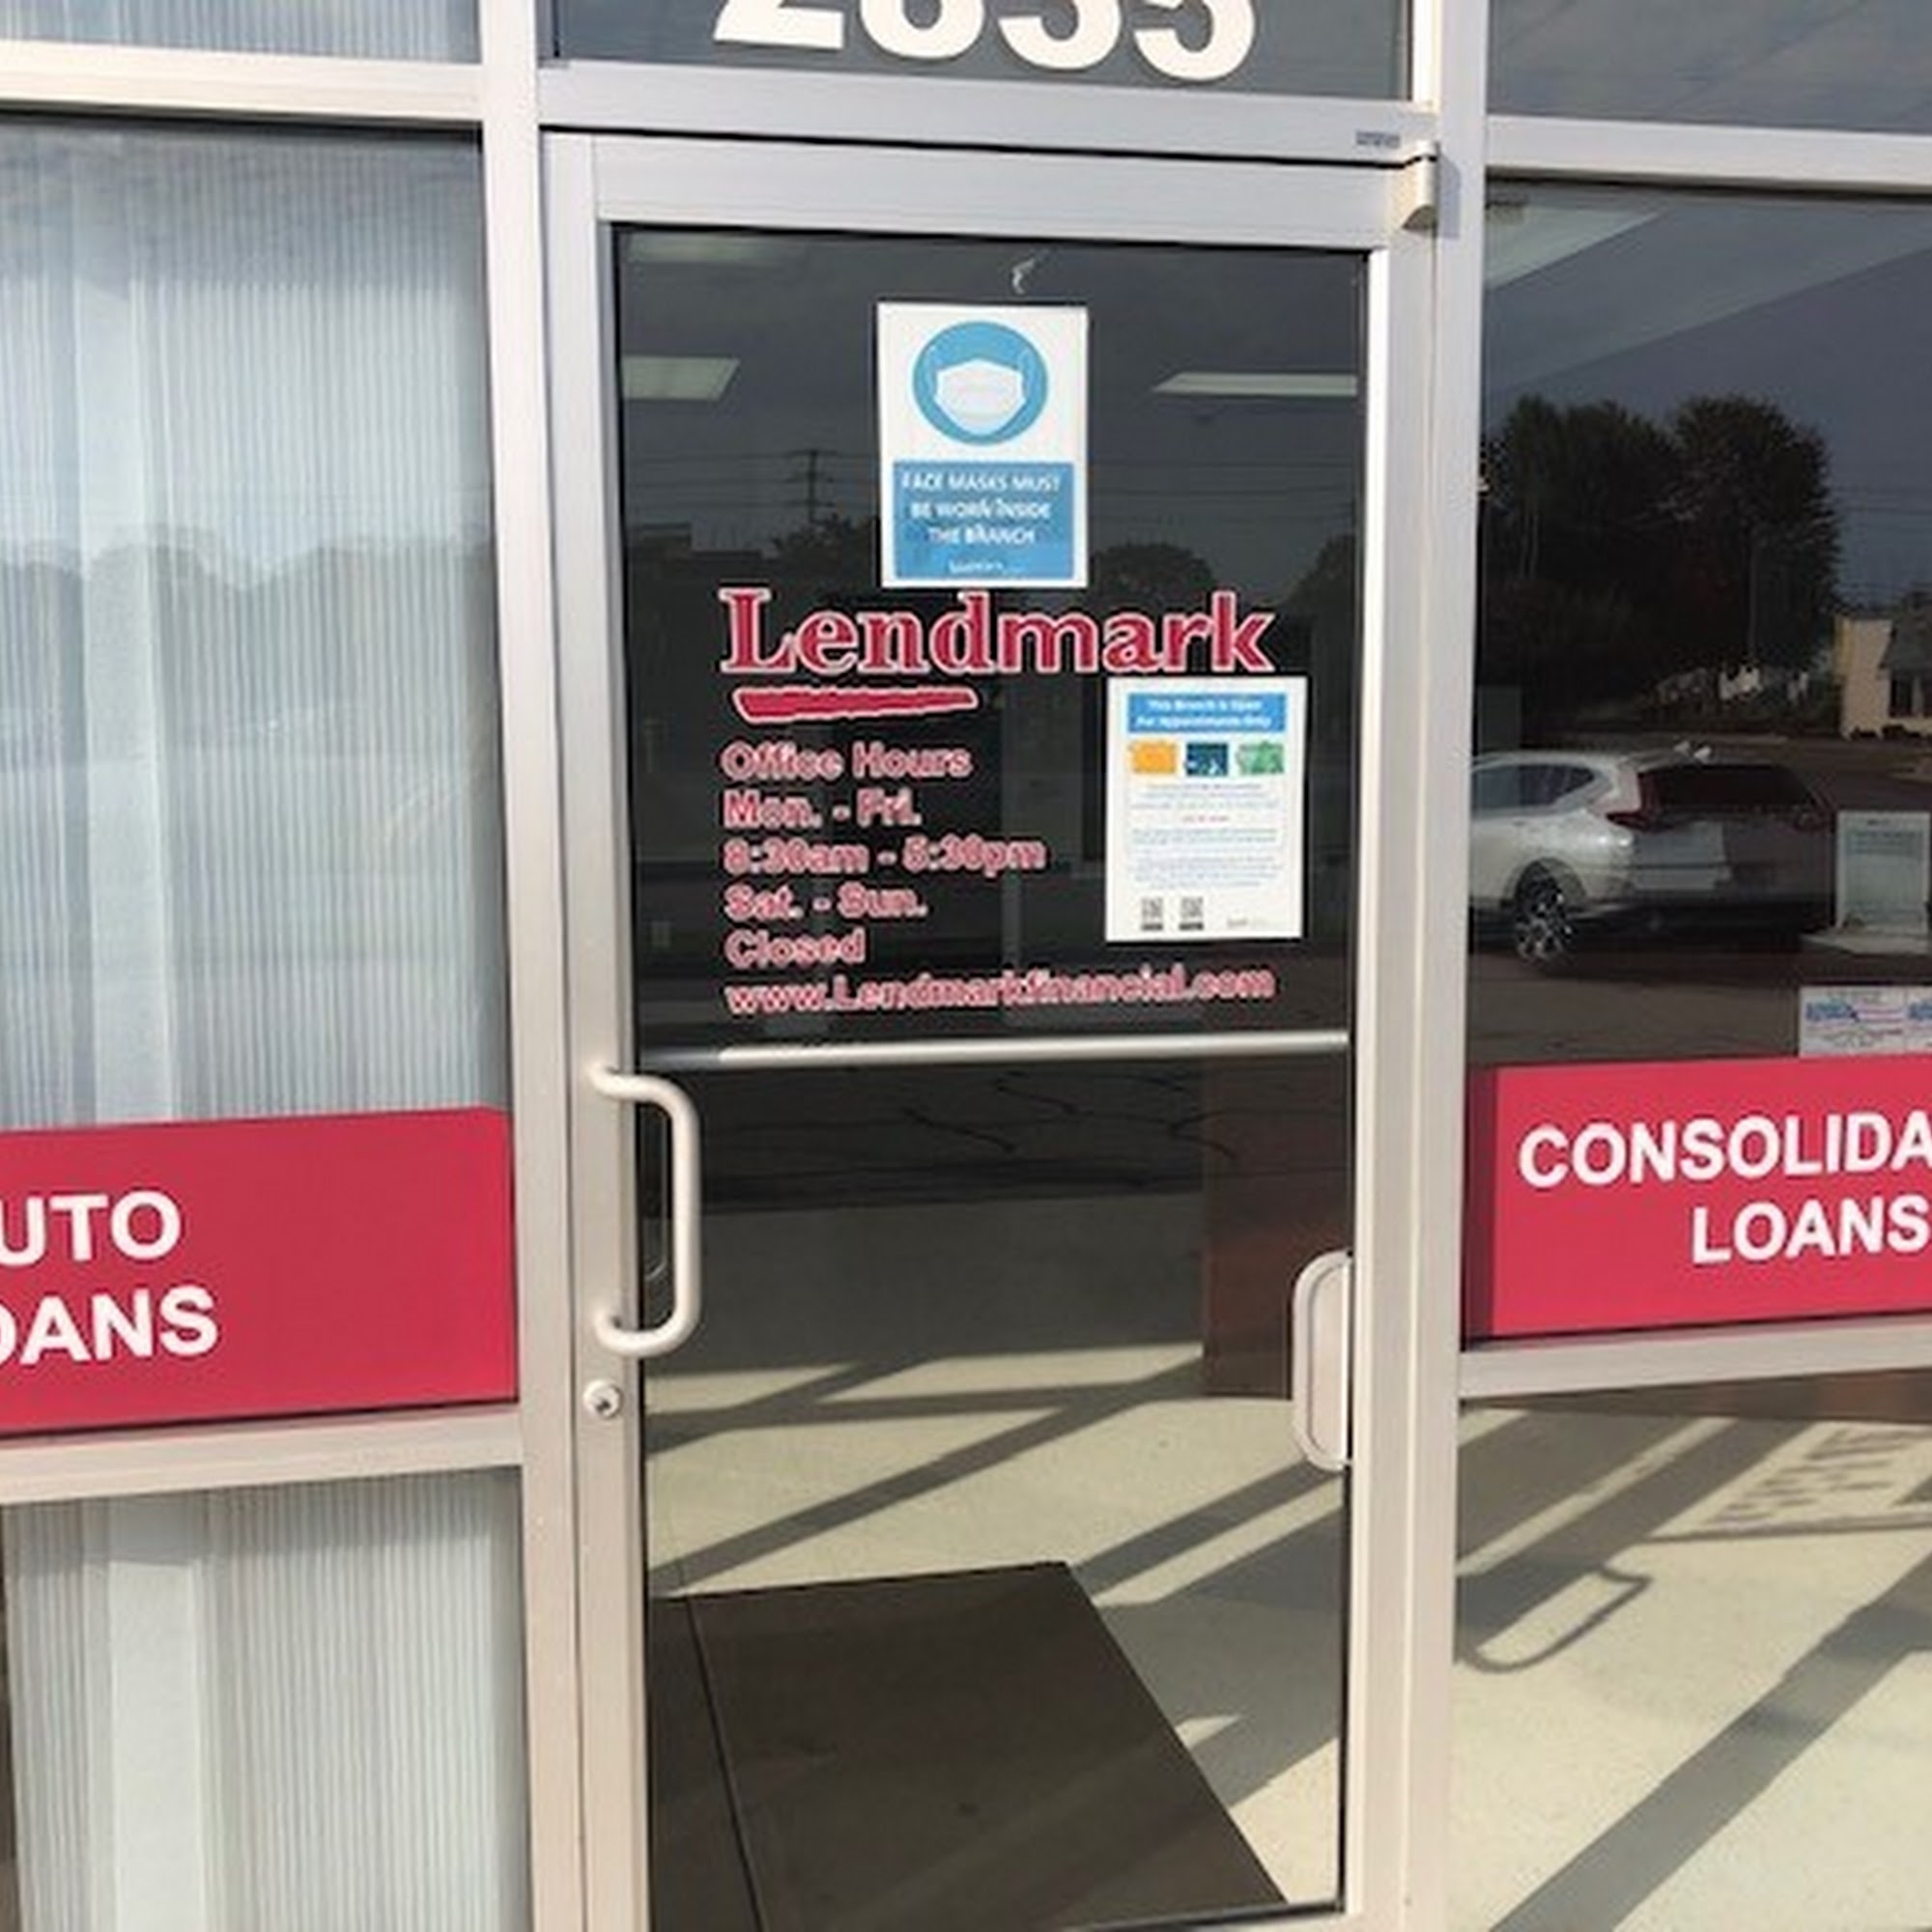 2835
FACE MASKS MUST
BE WORN INSIDE
THE BRANCH
Lendmark
This Branch is Open
For Appointments Only
Office Hours
Mon. - Fri.
8:30am - 5:30pm
Sat. - Sun.
Closed
www.Lendmarkfinancial.com
UTO
OANS
CONSOLIDA
LOANS